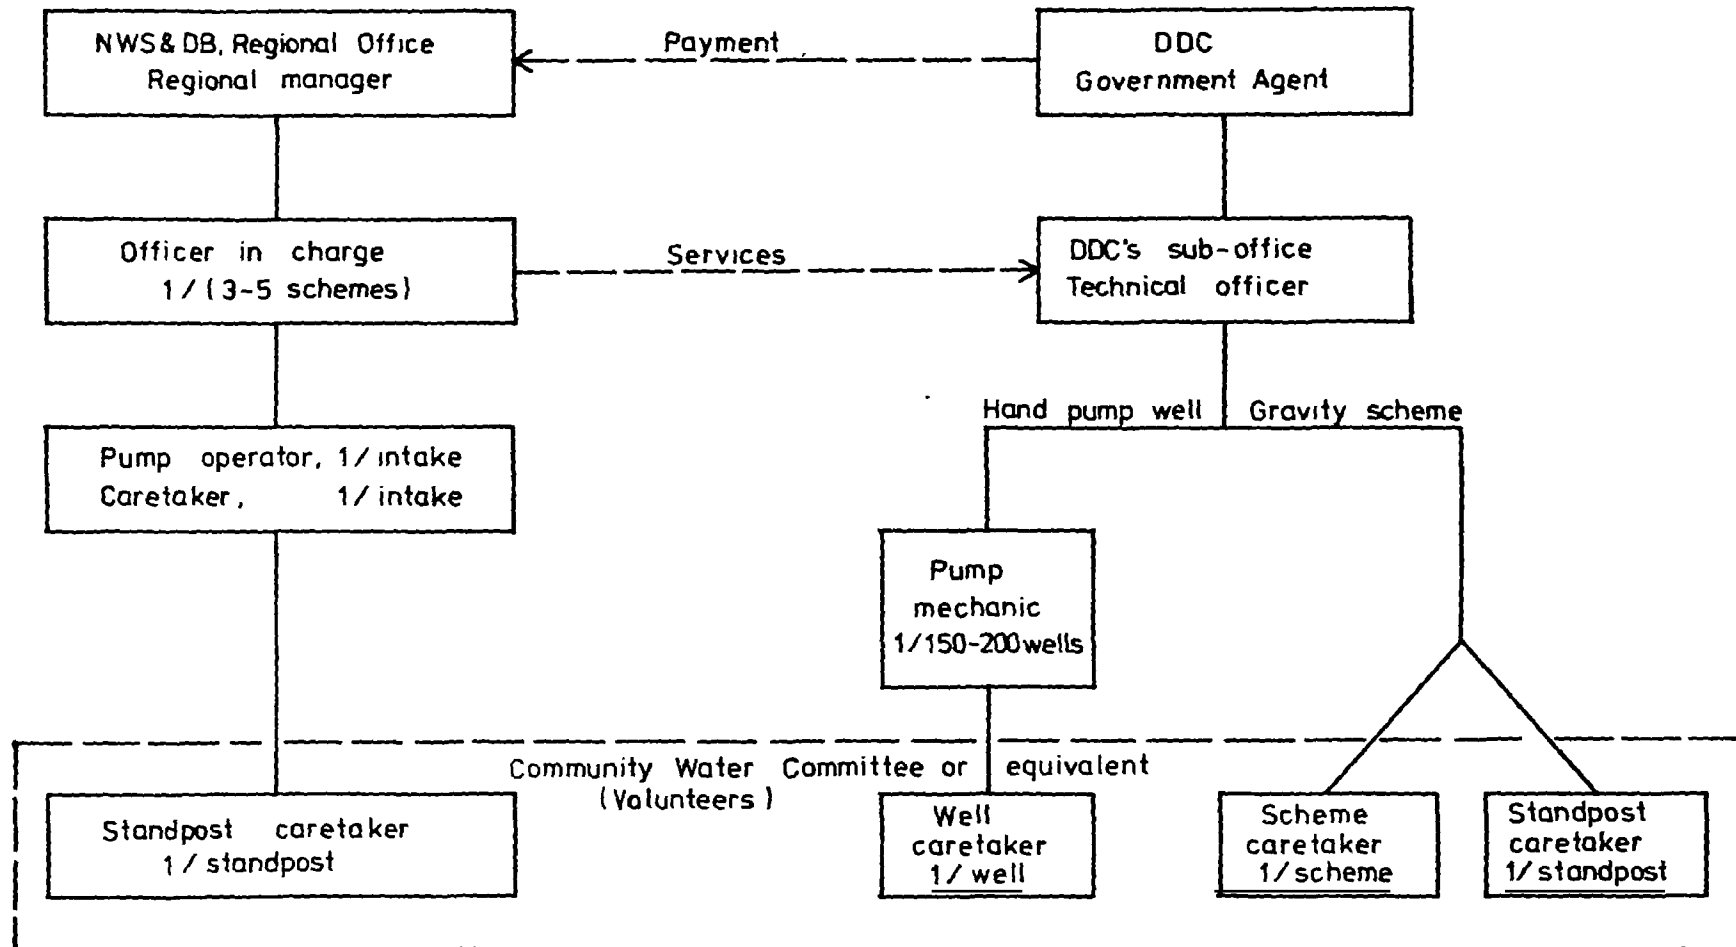 NWS & DB, Regional Office
Regional manager
Payment
DDC
Government Agent
Officer in charge
1/(3-5 schemes)
Services
DDC's sub-office
Technical officer
Hand pump well
Gravity scheme
Pump operator, 1/intake
Caretaker, 1/intake
Pump
mechanic
1/150-200 wells
Community Water Committee or equivalent
(Volunteers)
Standpost caretaker
1/standpost
Well
caretaker
1/well
Scheme
caretaker
1/scheme
Standpost
caretaker
1/standpost